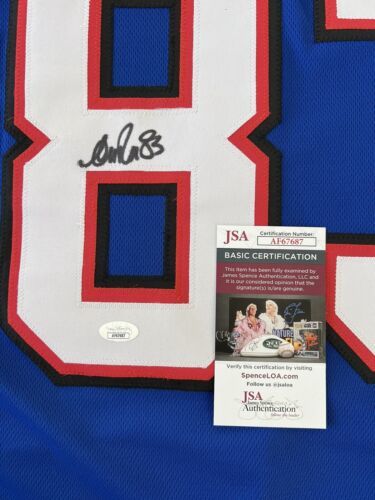 8
83
JSA
Certification Number:
AF67687
BASIC CERTIFICATION
This item has been fully examined by
James Spence Authentication, LLC and
it is our considered opinion that the
signature(s) is/are genuine.
Verify this certification by visiting
SpenceLOA.com
Follow us @jsaloa
JSA
James Spence
Authentication